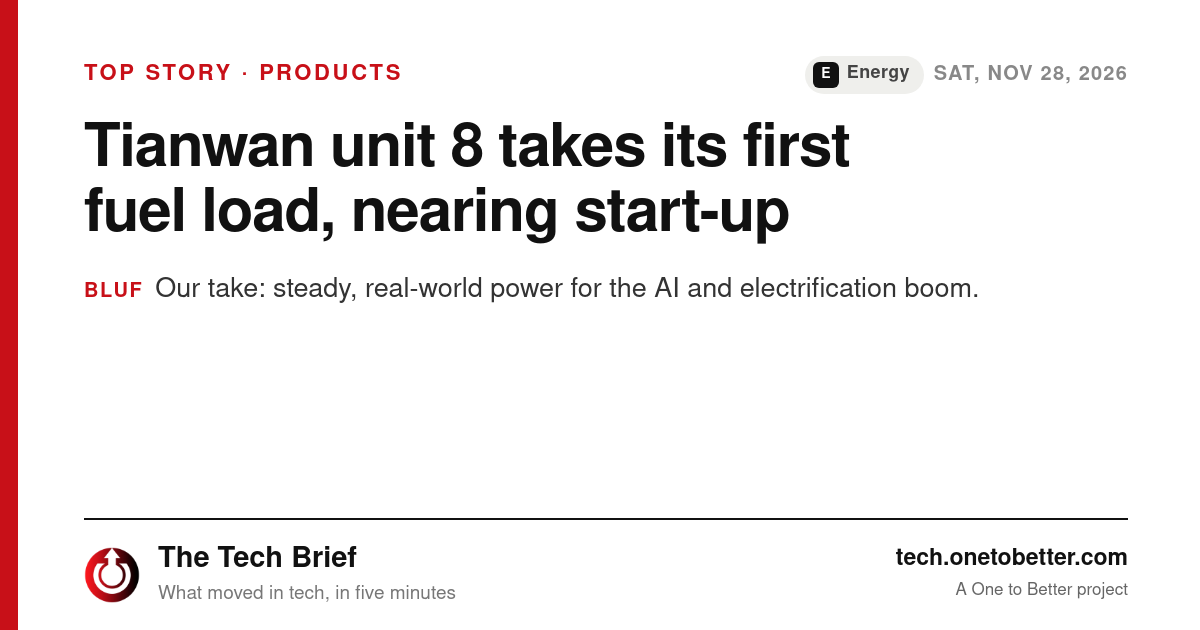 TOP STORY · PRODUCTS
E Energy SAT, NOV 28, 2026
Tianwan unit 8 takes its first
fuel load, nearing start-up
BLUF Our take: steady, real-world power for the AI and electrification boom.
The Tech Brief
What moved in tech, in five minutes
tech.onetobetter.com
A One to Better project